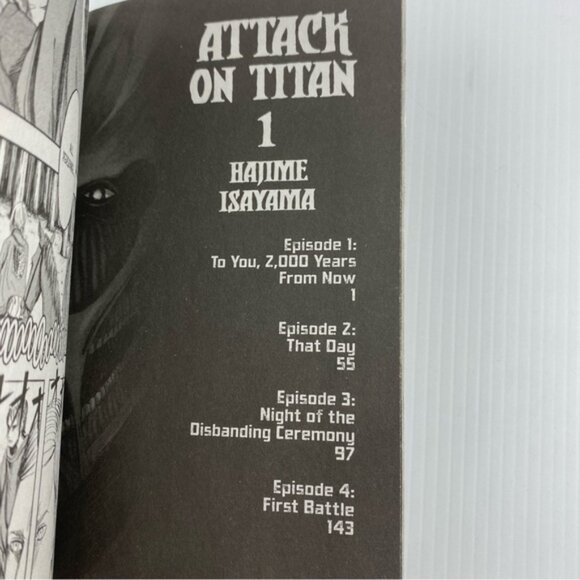 ATTACK
ON TITAN
1
HAJIME
ISAYAMA
Episode 1:
To You, 2,000 Years
From Now
1
Episode 2:
That Day
55
Episode 3:
Night of the
Disbanding Ceremony
97
Episode 4:
First Battle
143